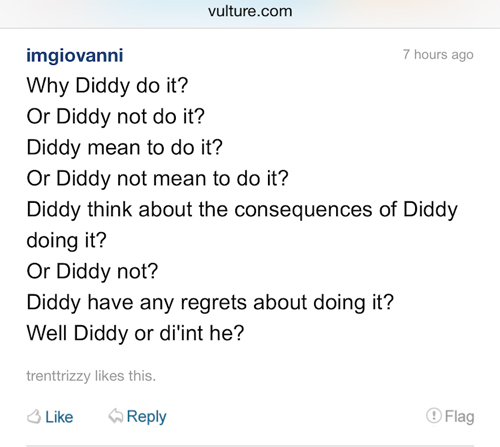 vulture.com
imgiovanni 7 hours ago
Why Diddy do it?
Or Diddy not do it?
Diddy mean to do it?
Or Diddy not mean to do it?
Diddy think about the consequences of Diddy
doing it?
Or Diddy not?
Diddy have any regrets about doing it?
Well Diddy or di'int he?
trenttrizzy likes this.
Like Reply Flag